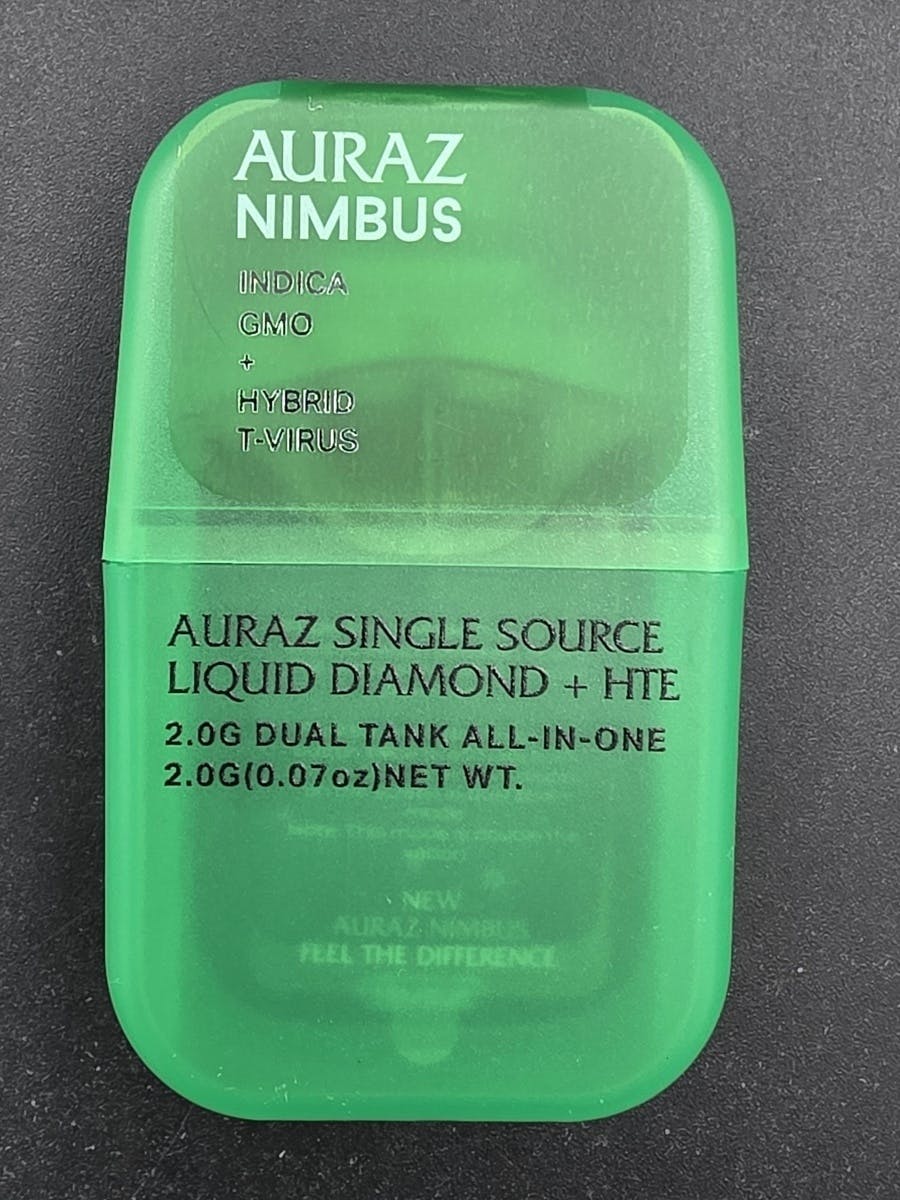 AURAZ
NIMBUS
INDICA
GMO
+
HYBRID
T-VIRUS
AURAZ SINGLE SOURCE
LIQUID DIAMOND + HTE
2.0G DUAL TANK ALL-IN-ONE
2.0G(0.07oz)NET WT.
NEW
AURAZ NIMBUS
FEEL THE DIFFERENCE